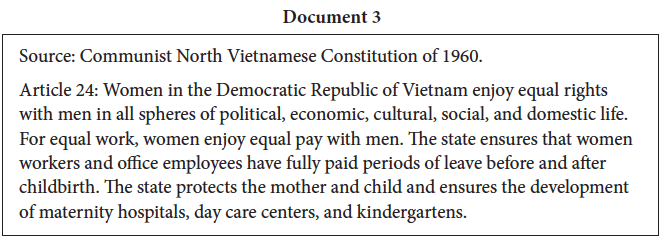 Document 3
Source: Communist North Vietnamese Constitution of 1960.
Article 24: Women in the Democratic Republic of Vietnam enjoy equal rights
with men in all spheres of political, economic, cultural, social, and domestic life.
For equal work, women enjoy equal pay with men. The state ensures that women
workers and office employees have fully paid periods of leave before and after
childbirth. The state protects the mother and child and ensures the development
of maternity hospitals, day care centers, and kindergartens.